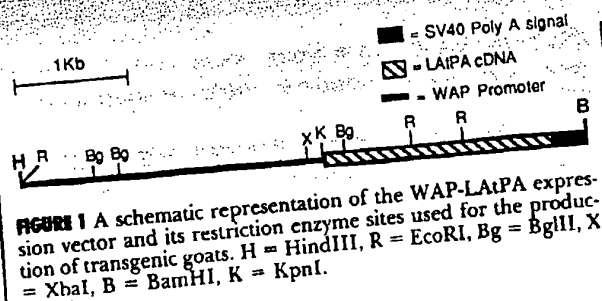 = SV40 Poly A signal
1Kb
= LAtPA cDNA
= WAP Promoter
H R Bg Bg X K Bg R R B
FIGURE 1 A schematic representation of the WAP-LAtPA expres-
sion vector and its restriction enzyme sites used for the produc-
tion of transgenic goats. H = HindIII, R = EcoRI, Bg = BglII, X
= XbaI, B = BamHI, K = KpnI.